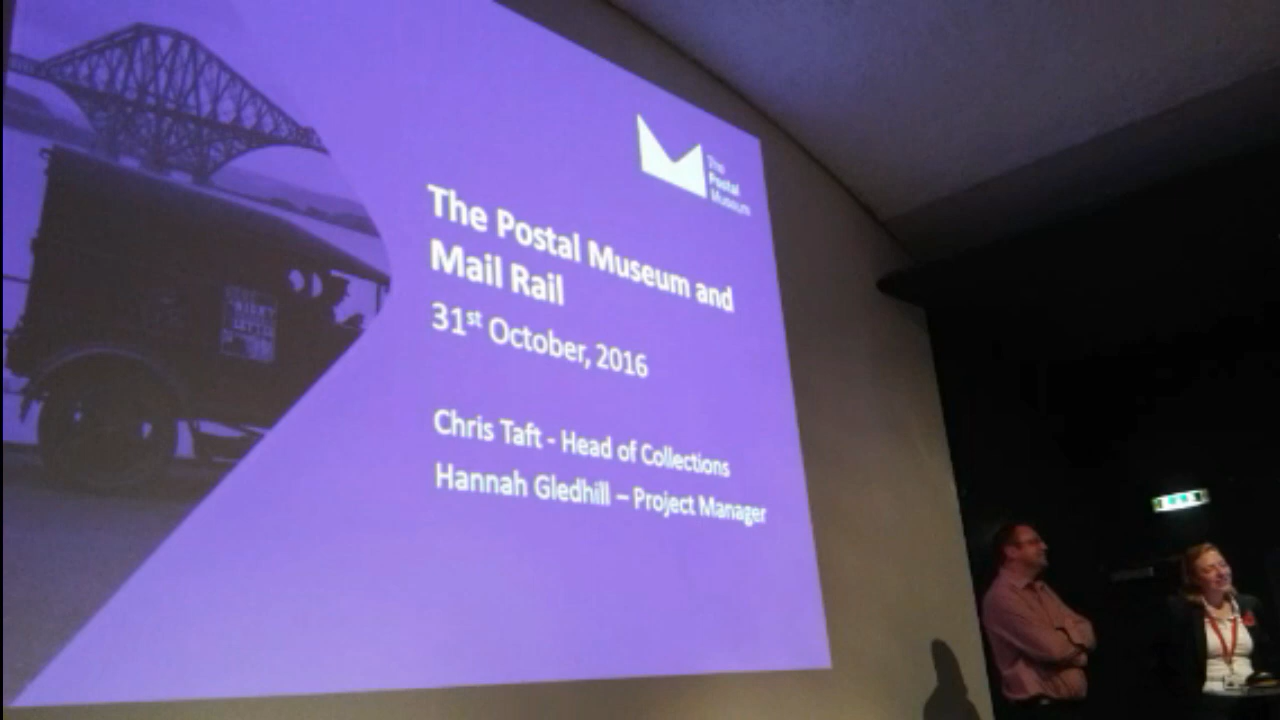 The
Postal
Museum
The Postal Museum and
Mail Rail
31st October, 2016
Chris Taft - Head of Collections
Hannah Gledhill – Project Manager